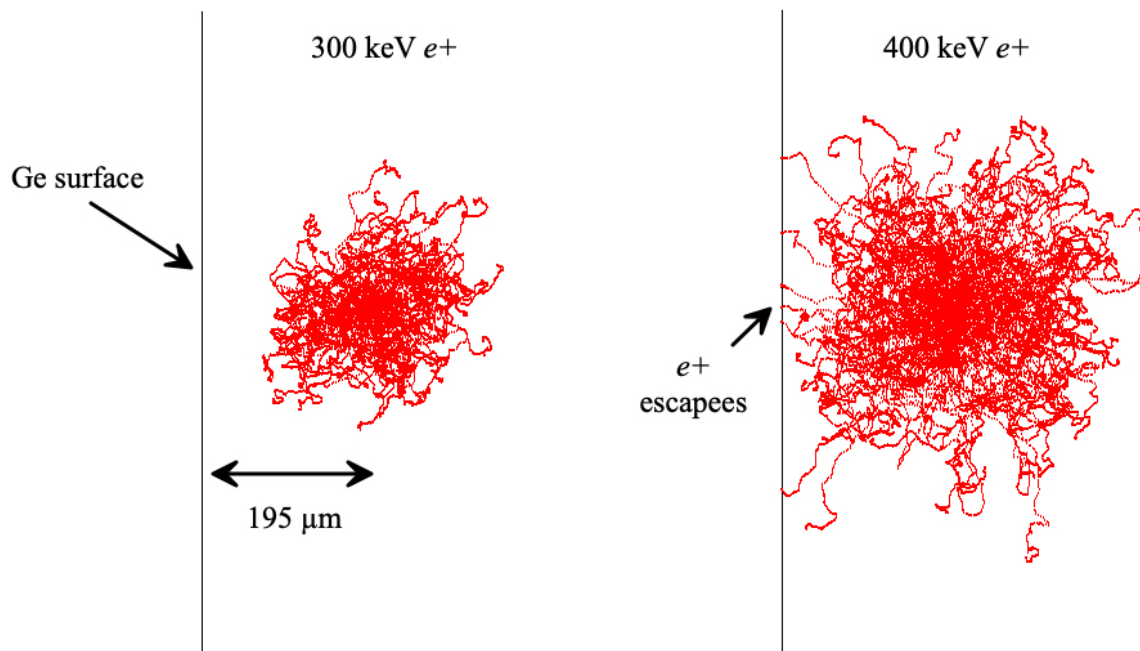 300 keV e+
400 keV e+
Ge surface
e+
escapees
195 μm